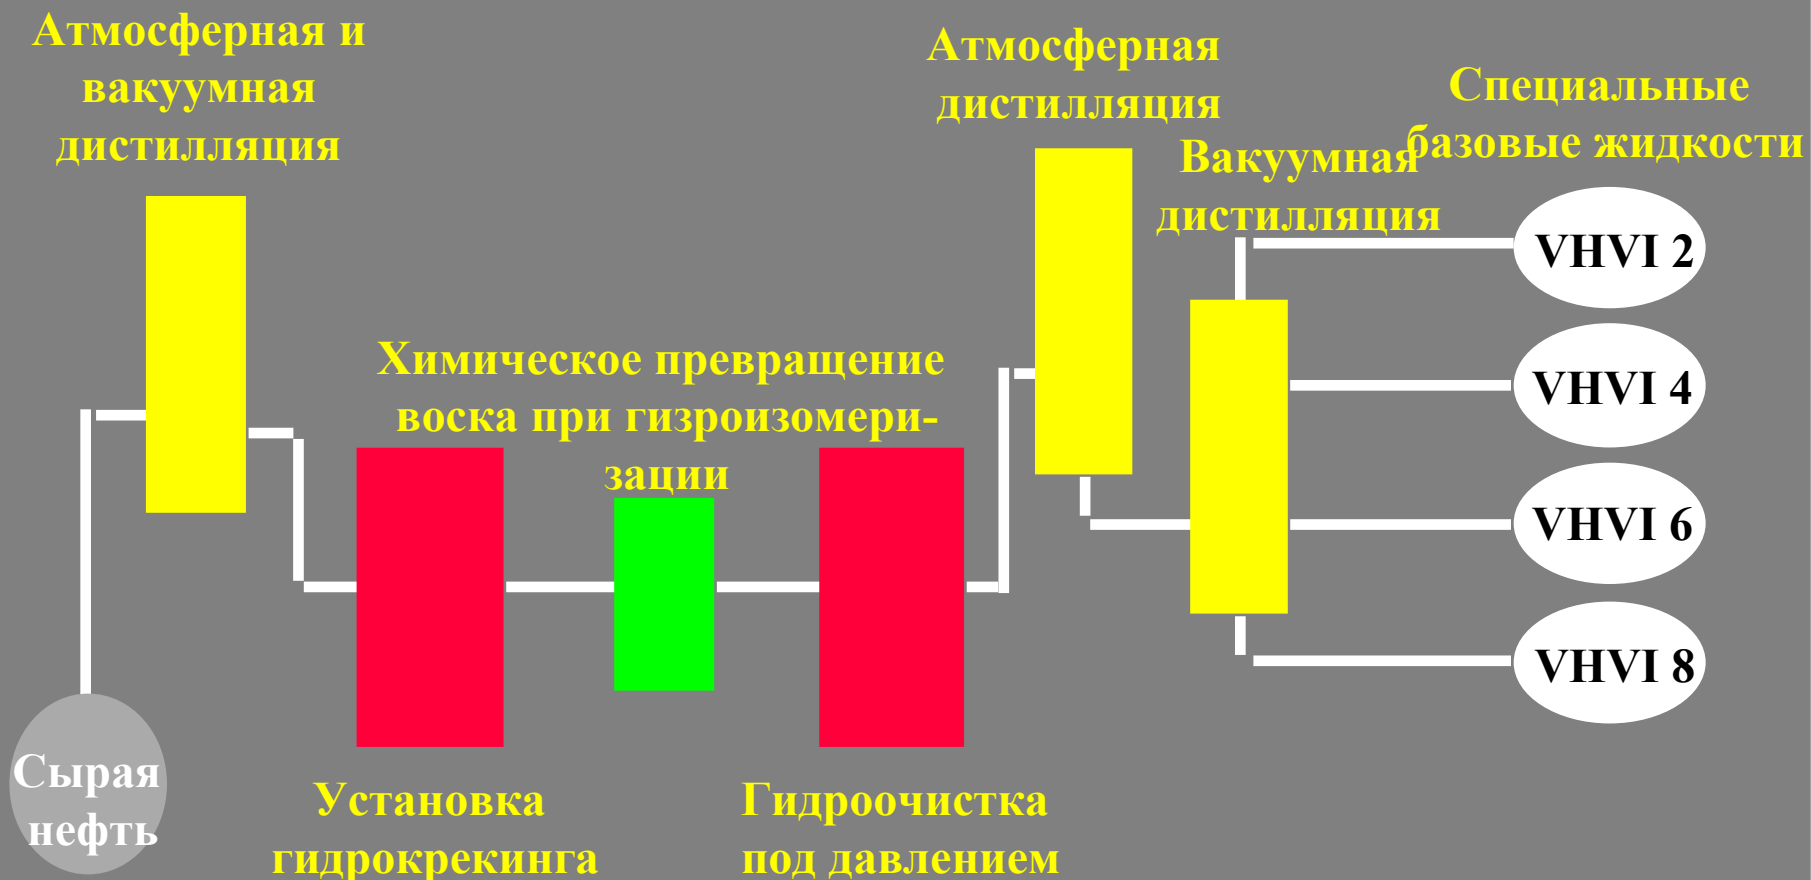 Атмосферная и
вакуумная
дистилляция
Атмосферная
дистилляция
Вакуумная
дистилляция
Специальные
базовые жидкости
VHVI 2
VHVI 4
VHVI 6
VHVI 8
Химическое превращение
воска при гизроизомери-
зации
Сырая
нефть
Установка
гидрокрекинга
Гидроочистка
под давлением